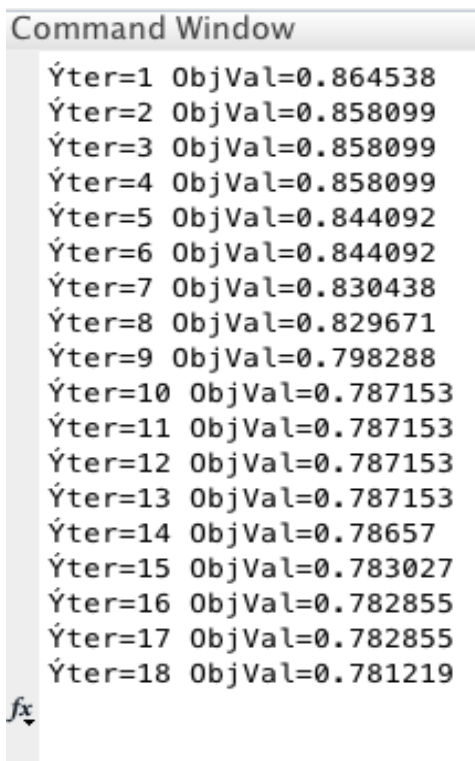 Command Window
Ýter=1 ObjVal=0.864538
Ýter=2 ObjVal=0.858099
Ýter=3 ObjVal=0.858099
Ýter=4 ObjVal=0.858099
Ýter=5 ObjVal=0.844092
Ýter=6 ObjVal=0.844092
Ýter=7 ObjVal=0.830438
Ýter=8 ObjVal=0.829671
Ýter=9 ObjVal=0.798288
Ýter=10 ObjVal=0.787153
Ýter=11 ObjVal=0.787153
Ýter=12 ObjVal=0.787153
Ýter=13 ObjVal=0.787153
Ýter=14 ObjVal=0.78657
Ýter=15 ObjVal=0.783027
Ýter=16 ObjVal=0.782855
Ýter=17 ObjVal=0.782855
Ýter=18 ObjVal=0.781219
fx